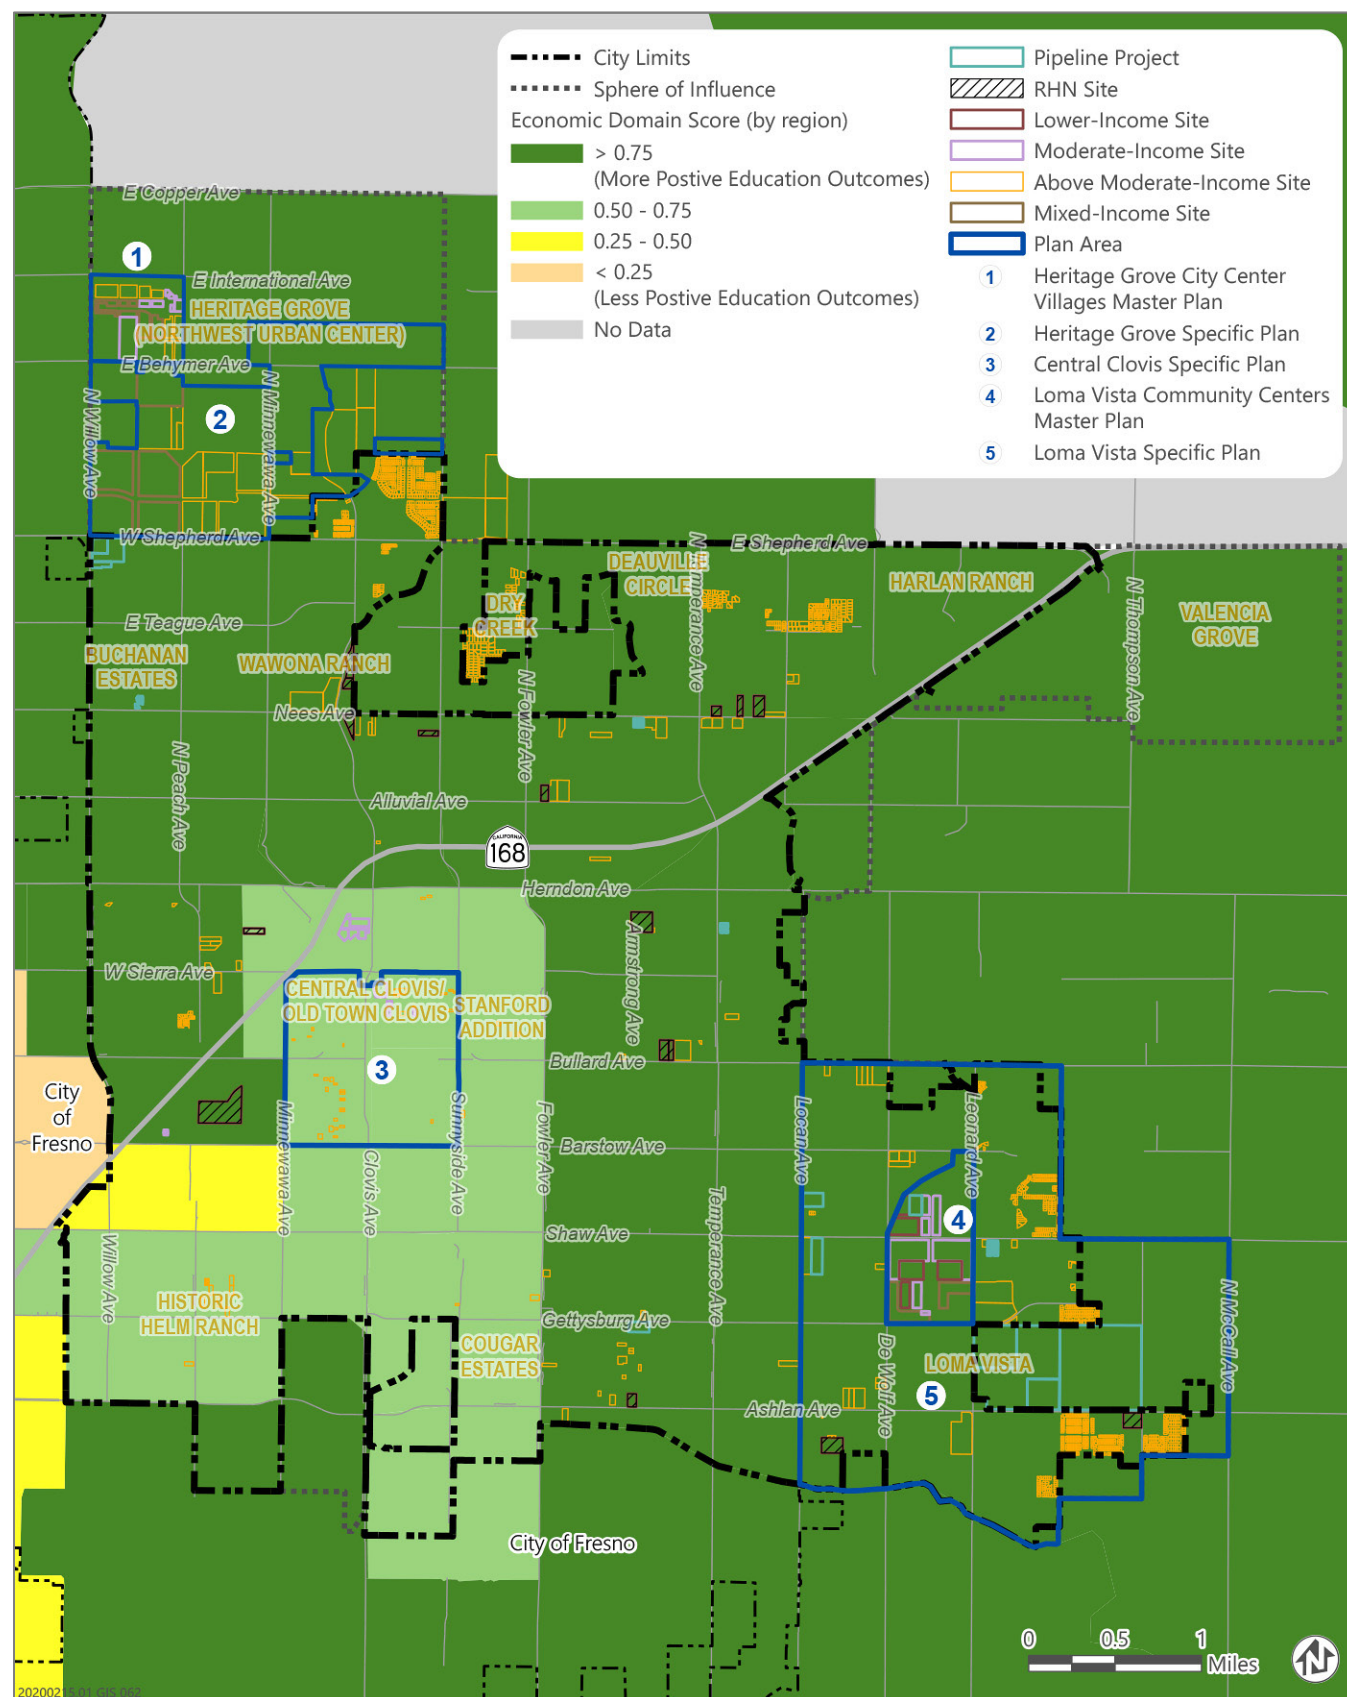 City Limits
Sphere of Influence
Economic Domain Score (by region)
> 0.75
(More Postive Education Outcomes)
0.50 - 0.75
0.25 - 0.50
< 0.25
(Less Postive Education Outcomes)
No Data
Pipeline Project
RHN Site
Lower-Income Site
Moderate-Income Site
Above Moderate-Income Site
Mixed-Income Site
Plan Area
1 Heritage Grove City Center
Villages Master Plan
2 Heritage Grove Specific Plan
3 Central Clovis Specific Plan
4 Loma Vista Community Centers
Master Plan
5 Loma Vista Specific Plan
E Copper Ave
1
E International Ave
HERITAGE GROVE
(NORTHWEST URBAN CENTER)
E Behymer Ave
N Willow Ave
2
N Minnewawa Ave
W Shepherd Ave
E Shepherd Ave
N Temperance Ave
DEAUVILLE
CIRCLE
HARLAN RANCH
N Thompson Ave
VALENCIA
GROVE
DRY
CREEK
E Teague Ave
BUCHANAN
ESTATES
WAWONA RANCH
Nees Ave
N Fowler Ave
N Peach Ave
Alluvial Ave
CALIFORNIA
168
Herndon Ave
Armstrong Ave
W Sierra Ave
CENTRAL CLOVIS/
OLD TOWN CLOVIS
STANFORD
ADDITION
3
Bullard Ave
City
of
Fresno
Minnewawa Ave
Clovis Ave
Sunnyside Ave
Fowler Ave
Barstow Ave
Locan Ave
Leonard Ave
4
Temperance Ave
Shaw Ave
Willow Ave
HISTORIC
HELM RANCH
Gettysburg Ave
COUGAR
ESTATES
De Wolf Ave
LOMA VISTA
5
N McCall Ave
Ashlan Ave
City of Fresno
0 0.5 1
Miles
N
20200215.01 GIS 062